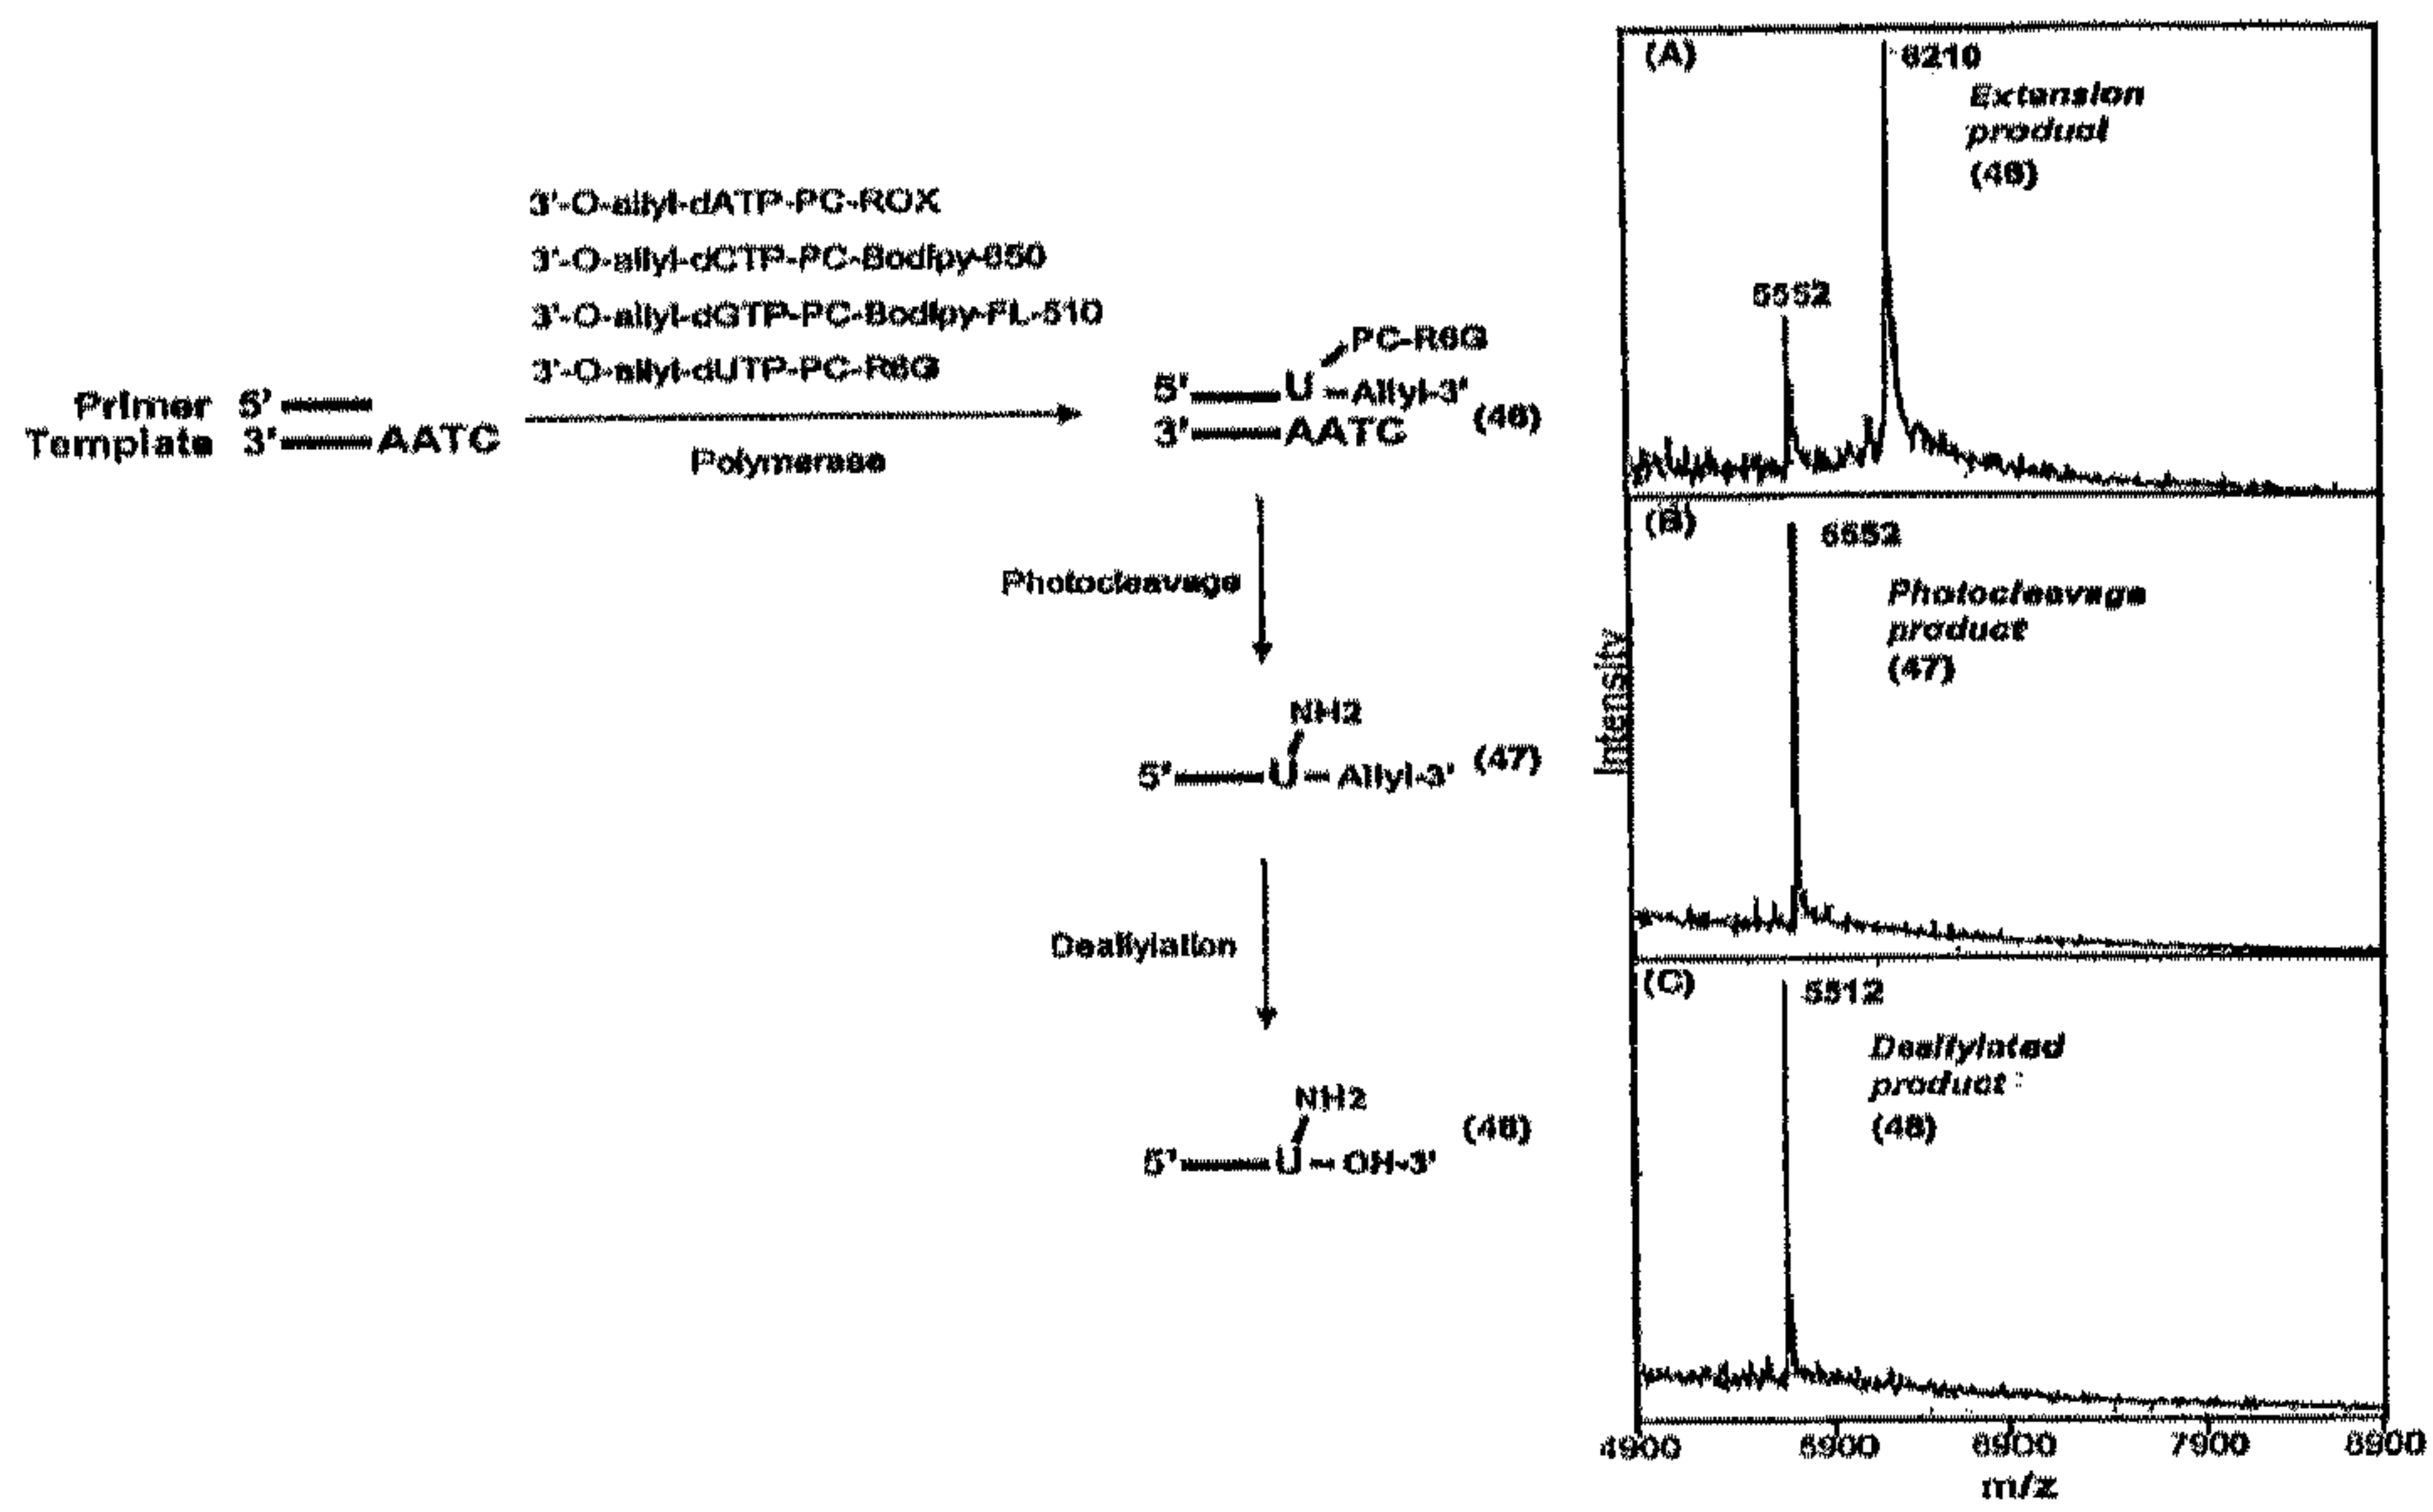 3'-O-allyl-dATP-PC-ROX
3'-O-allyl-dCTP-PC-Bodipy-650
3'-O-allyl-dGTP-PC-Bodipy-FL-510
3'-O-allyl-dUTP-PC-R6G
Primer 5'
Template 3' AATC
Polymerase
PC-R6G
5' U - Allyl-3'
3' AATC (46)
Photocleavage
NH2
5' U - Allyl-3' (47)
Deallylation
NH2
5' U - OH-3' (48)
Intensity
(A)
6210
Extension
product
(46)
5552
(B)
5552
Photocleavage
product
(47)
(C)
5512
Deallylated
product
(48)
4900 5900 6900 7900 8900
m/z